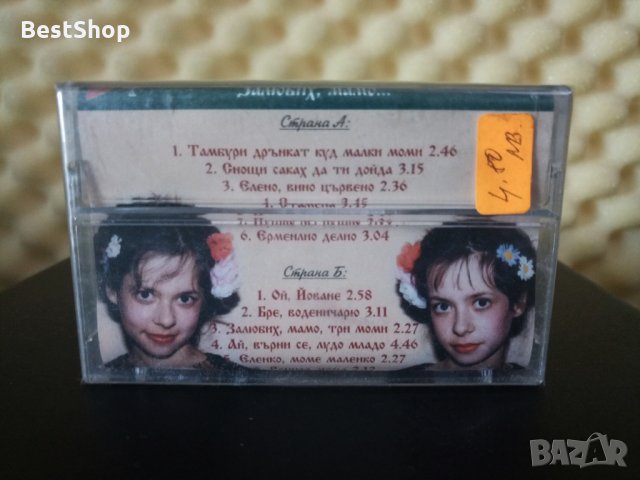 BestShop
Залюбих, мамо...
Страна А:
1. Тамбури дрънкат куд малки моми 2.46
2. Снощи саках да ти дойда 3.15
3. Елено, вино цървено 2.36
6. Ерменлио делио 3.04
Страна Б:
1. Ой, Йоване 2.58
2. Бре, воденичарю 3.11
3. Залюбих, мамо, три моми 2.27
4. Ай, върни се, лудо младо 4.46
5. Еленко, моме маленко 2.27
4.80
лв.
BAZAR